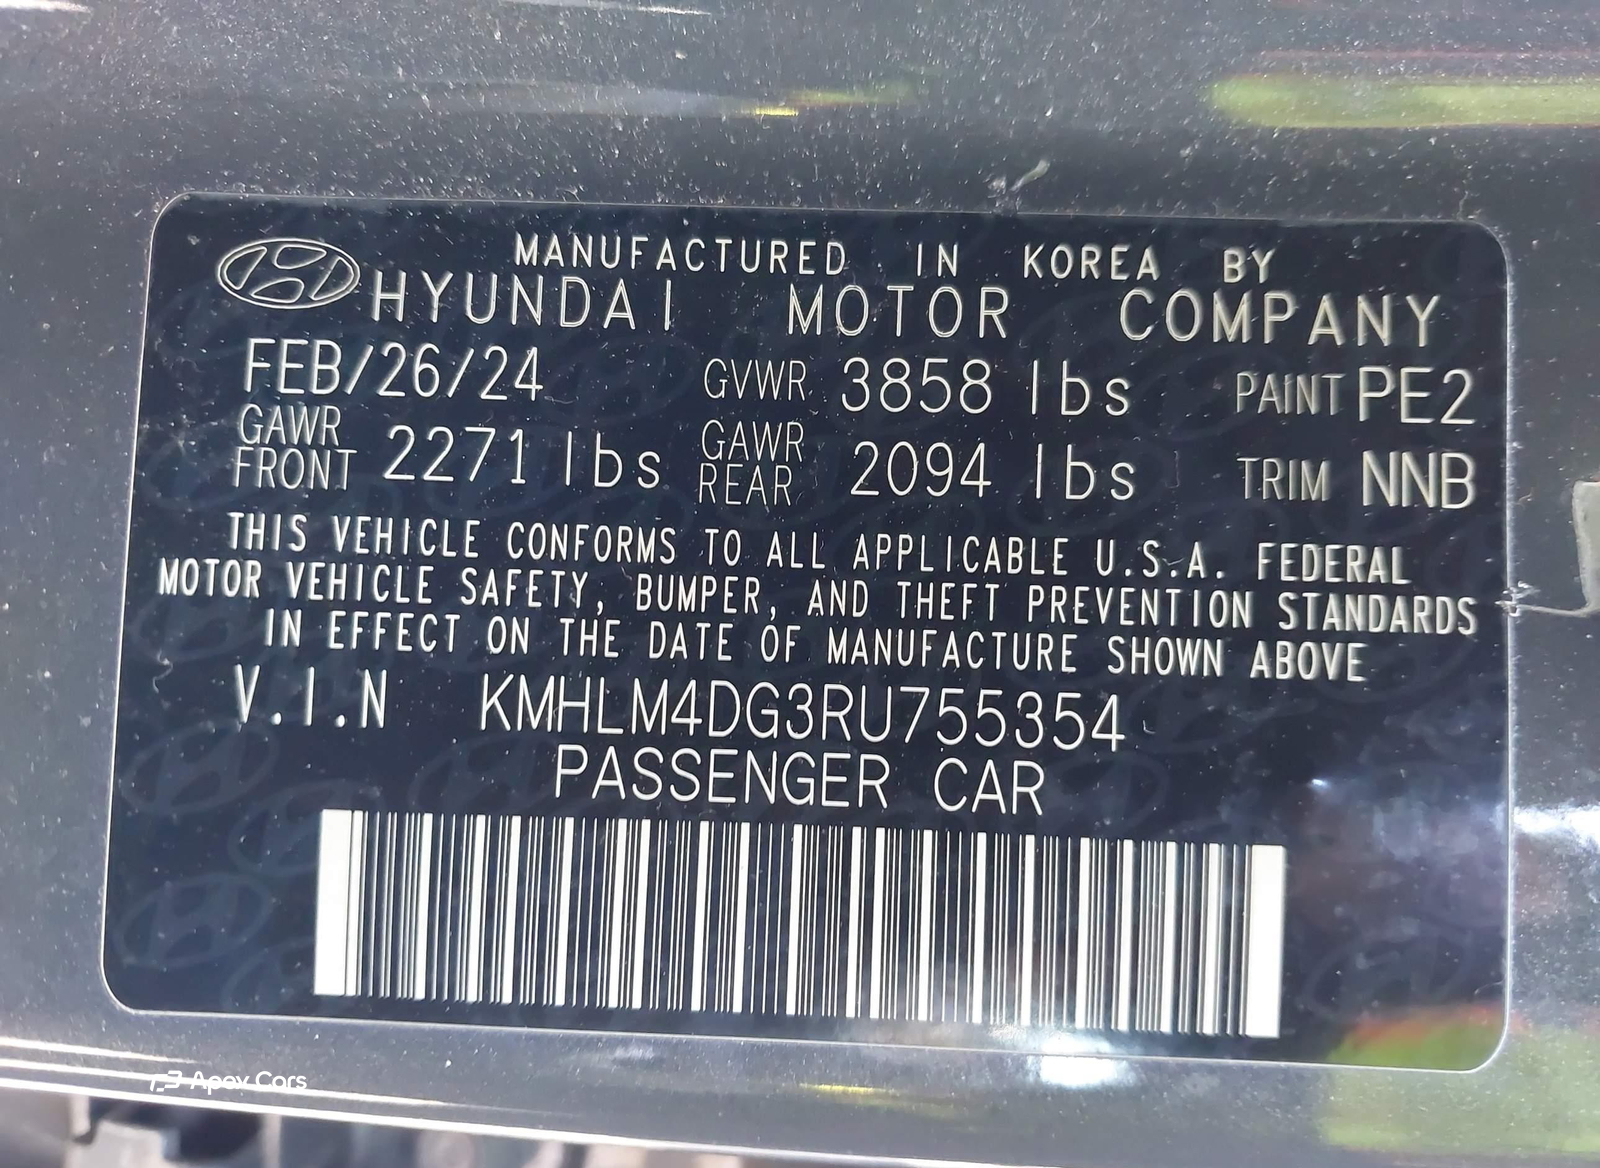 MANUFACTURED IN KOREA BY
HYUNDAI MOTOR COMPANY
FEB/26/24 GVWR 3858 lbs PAINT PE2
GAWR FRONT 2271 lbs GAWR REAR 2094 lbs TRIM NNB
THIS VEHICLE CONFORMS TO ALL APPLICABLE U.S.A. FEDERAL
MOTOR VEHICLE SAFETY, BUMPER, AND THEFT PREVENTION STANDARDS
IN EFFECT ON THE DATE OF MANUFACTURE SHOWN ABOVE
V.I.N KMHLM4DG3RU755354
PASSENGER CAR
Apex Cars